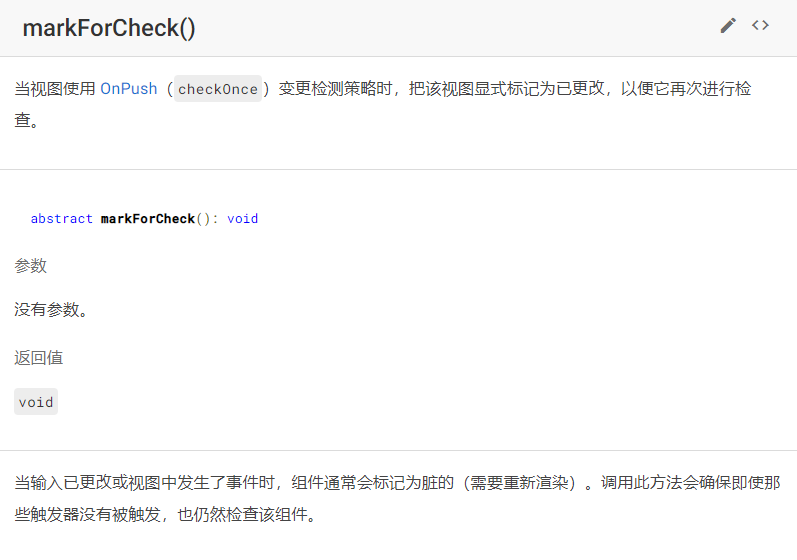 markForCheck()
当视图使用 OnPush（checkOnce）变更检测策略时，把该视图显式标记为已更改，以便它再次进行检
查。
abstract markForCheck(): void
参数
没有参数。
返回值
void
当输入已更改或视图中发生了事件时，组件通常会标记为脏的（需要重新渲染）。调用此方法会确保即使那
些触发器没有被触发，也仍然检查该组件。